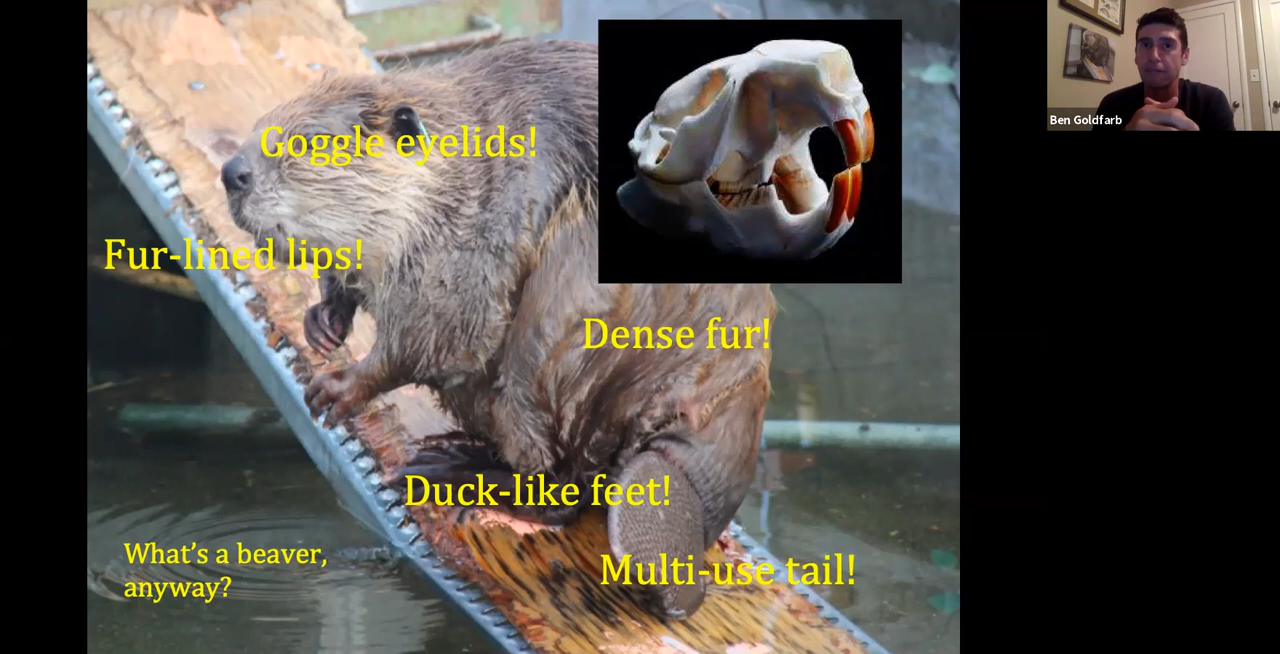 Ben Goldfarb
Goggle eyelids!
Fur-lined lips!
Dense fur!
Duck-like feet!
What's a beaver,
anyway?
Multi-use tail!